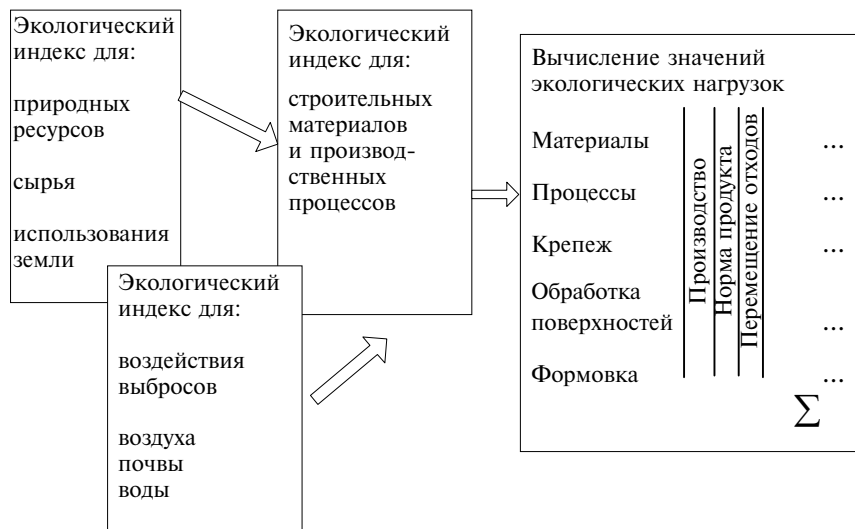 Экологический
индекс для:
природных
ресурсов
сырья
использования
земли
Экологический
индекс для:
воздействия
выбросов
воздуха
почвы
воды
Экологический
индекс для:
строительных
материалов
и производ-
ственных
процессов
Вычисление значений
экологических нагрузок
Материалы ...
Процессы ...
Крепеж ...
Обработка
поверхностей ...
Формовка ...
Производство
Норма продукта
Перемещение отходов
Σ